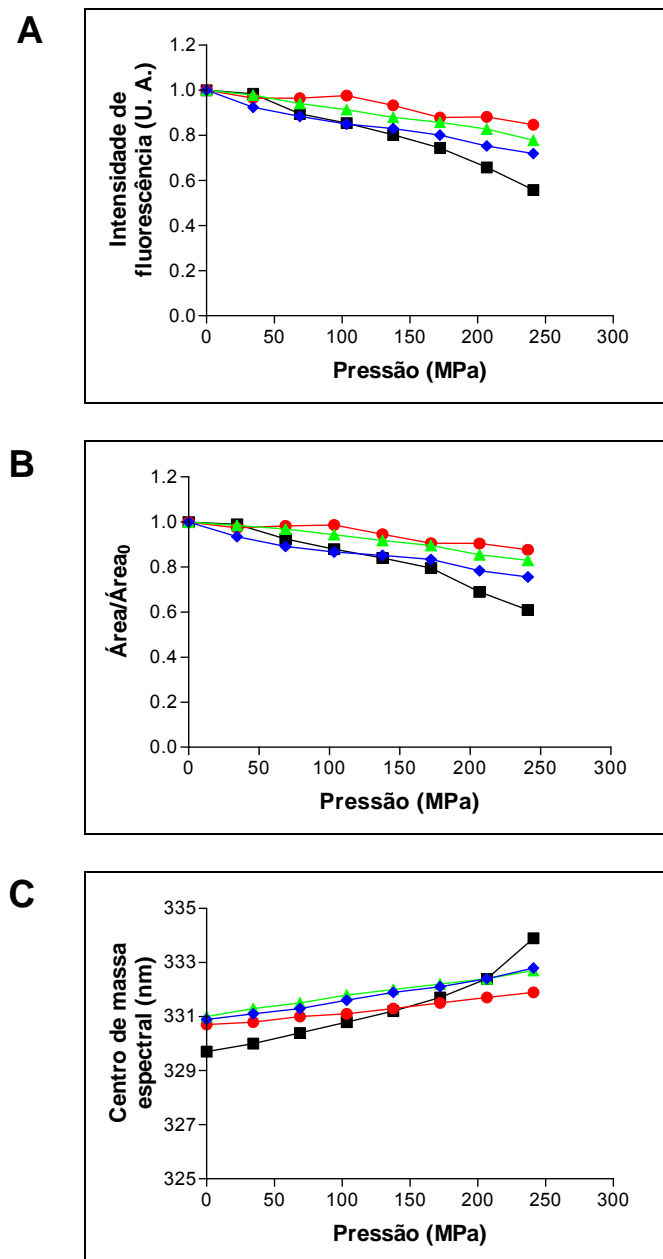 A
1.2
1.0
0.8
0.6
0.4
0.2
0.0
Intensidade de
fluorescência (U. A.)
0 50 100 150 200 250 300
Pressão (MPa)
B
1.2
1.0
0.8
0.6
0.4
0.2
0.0
Área/Área0
0 50 100 150 200 250 300
Pressão (MPa)
C
335
333
331
329
327
325
Centro de massa
espectral (nm)
0 50 100 150 200 250 300
Pressão (MPa)